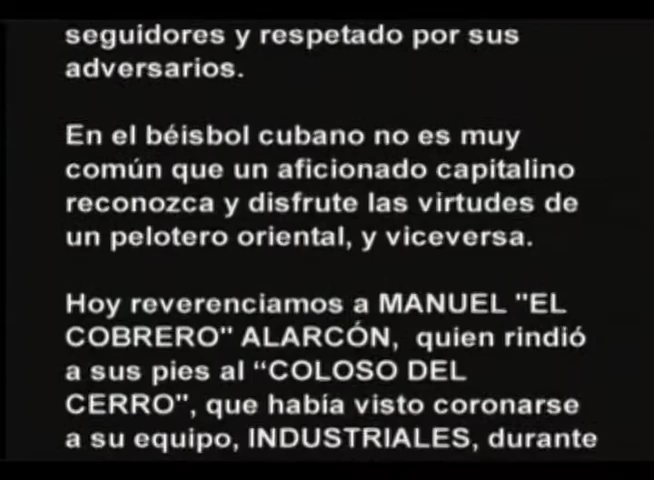 seguidores y respetado por sus
adversarios.
En el béisbol cubano no es muy
común que un aficionado capitalino
reconozca y disfrute las virtudes de
un pelotero oriental, y viceversa.
Hoy reverenciamos a MANUEL "EL
COBRERO" ALARCÓN, quien rindió
a sus pies al “COLOSO DEL
CERRO", que había visto coronarse
a su equipo, INDUSTRIALES, durante